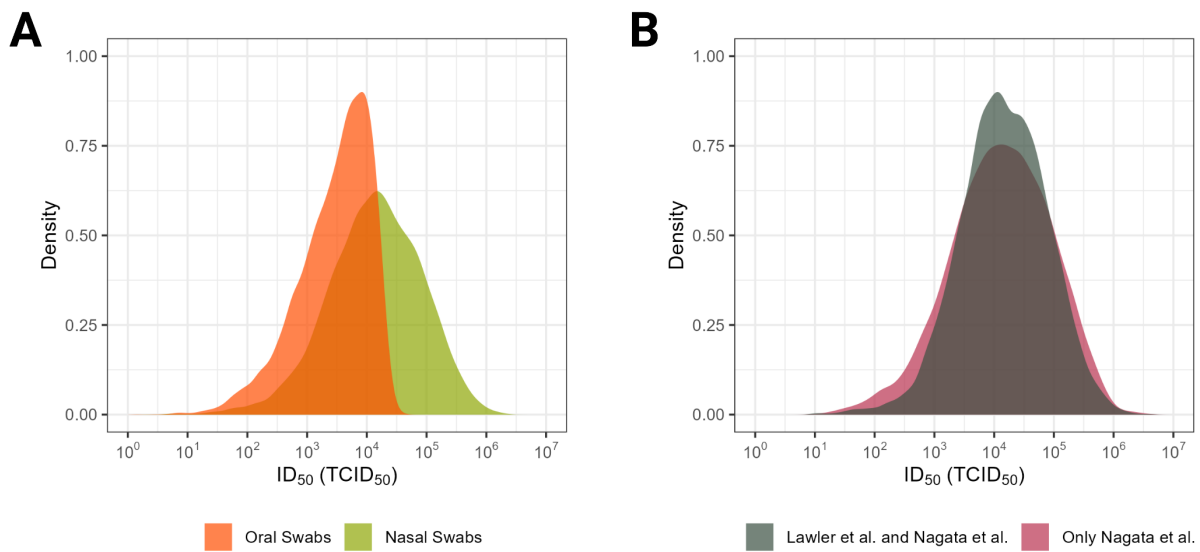 A
1.00
0.75
0.50
0.25
0.00
Density
10⁰ 10¹ 10² 10³ 10⁴ 10⁵ 10⁶ 10⁷
ID₅₀ (TCID₅₀)
Oral Swabs Nasal Swabs
B
1.00
0.75
0.50
0.25
0.00
Density
10⁰ 10¹ 10² 10³ 10⁴ 10⁵ 10⁶ 10⁷
ID₅₀ (TCID₅₀)
Lawler et al. and Nagata et al. Only Nagata et al.